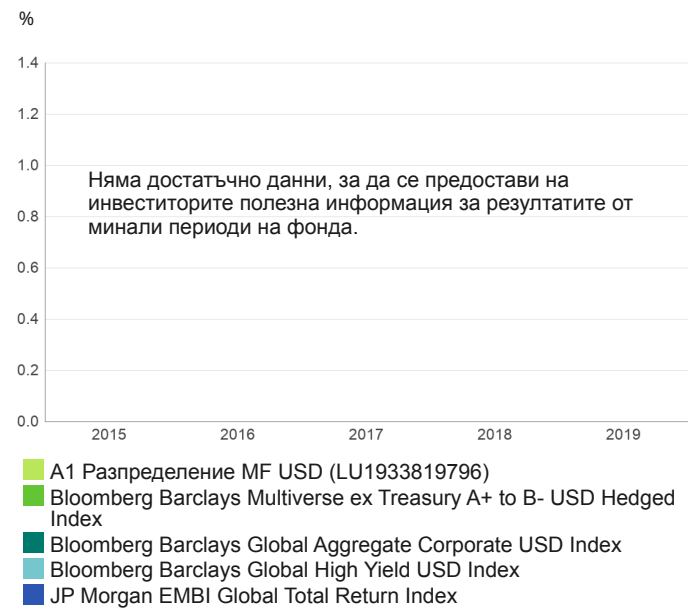 %
1.4
1.2
1.0
Няма достатъчно данни, за да се предостави на
инвеститорите полезна информация за резултатите от
минали периоди на фонда.
0.8
0.6
0.4
0.2
0.0
2015 2016 2017 2018 2019
A1 Разпределение MF USD (LU1933819796)
Bloomberg Barclays Multiverse ex Treasury A+ to B- USD Hedged
Index
Bloomberg Barclays Global Aggregate Corporate USD Index
Bloomberg Barclays Global High Yield USD Index
JP Morgan EMBI Global Total Return Index